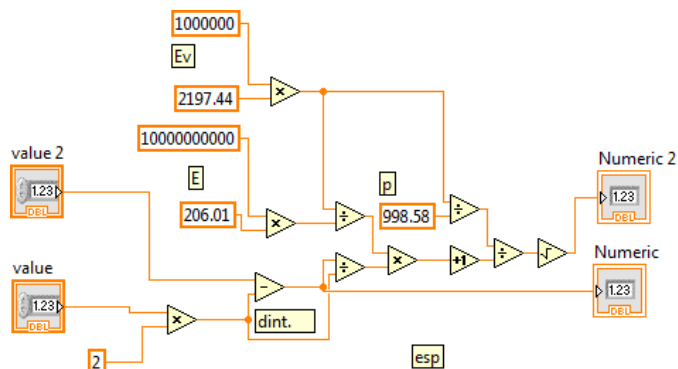 1000000
Ev
2197.44
10000000000
value 2
1.23
DBL
E
206.01
p
998.58
Numeric 2
1.23
DBL
+1
value
1.23
DBL
dint.
Numeric
1.23
DBL
2
esp